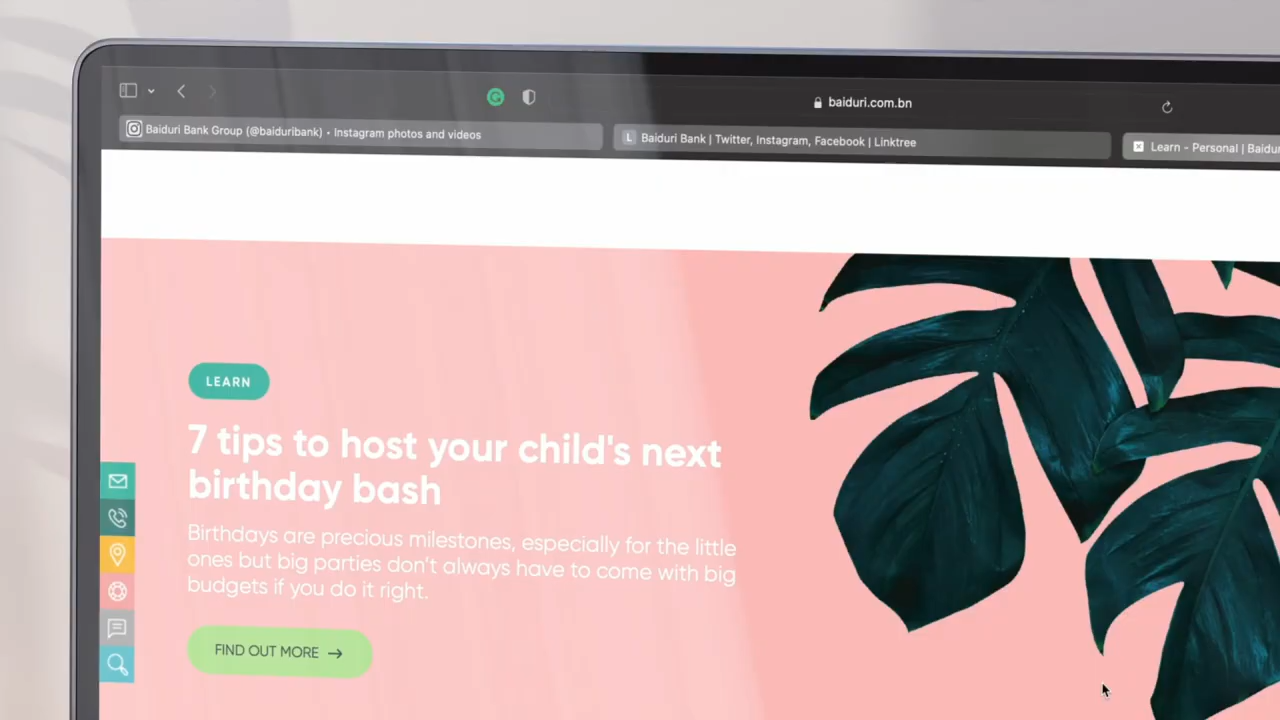 baiduri.com.bn
Baiduri Bank Group (@baiduribank) • Instagram photos and videos
L Baiduri Bank | Twitter, Instagram, Facebook | Linktree
Learn - Personal | Baidu
LEARN
7 tips to host your child's next
birthday bash
Birthdays are precious milestones, especially for the little
ones but big parties don't always have to come with big
budgets if you do it right.
FIND OUT MORE →